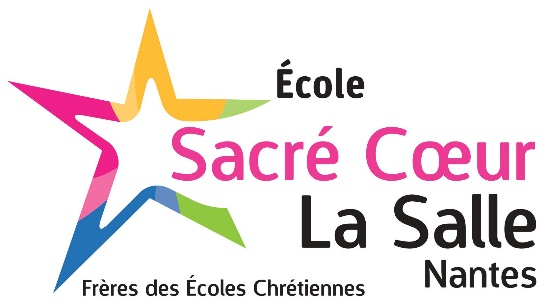 École
Sacré Cœur
La Salle
Nantes
Frères des Écoles Chrétiennes